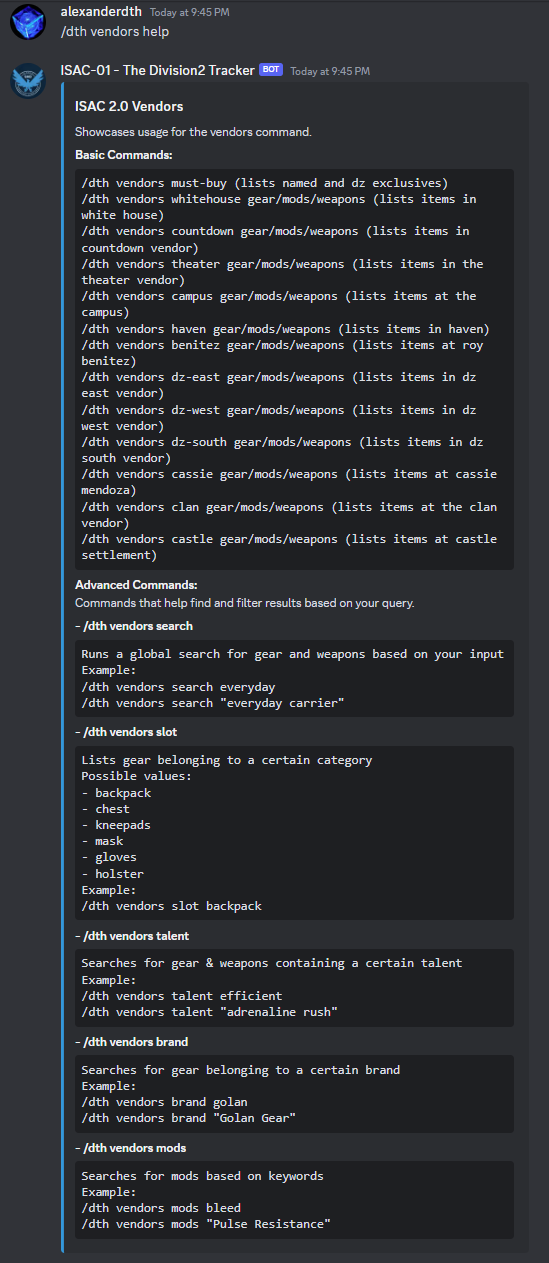 alexanderdth Today at 9:45 PM
/dth vendors help
ISAC-01 - The Division2 Tracker BOT Today at 9:45 PM
ISAC 2.0 Vendors
Showcases usage for the vendors command.
Basic Commands:
/dth vendors must-buy (lists named and dz exclusives)
/dth vendors whitehouse gear/mods/weapons (lists items in
white house)
/dth vendors countdown gear/mods/weapons (lists items in
countdown vendor)
/dth vendors theater gear/mods/weapons (lists items in the
theater vendor)
/dth vendors campus gear/mods/weapons (lists items at the
campus)
/dth vendors haven gear/mods/weapons (lists items in haven)
/dth vendors benitez gear/mods/weapons (lists items at roy
benitez)
/dth vendors dz-east gear/mods/weapons (lists items in dz
east vendor)
/dth vendors dz-west gear/mods/weapons (lists items in dz
west vendor)
/dth vendors dz-south gear/mods/weapons (lists items in dz
south vendor)
/dth vendors cassie gear/mods/weapons (lists items at cassie
mendoza)
/dth vendors clan gear/mods/weapons (lists items at the clan
vendor)
/dth vendors castle gear/mods/weapons (lists items at castle
settlement)
Advanced Commands:
Commands that help find and filter results based on your query.
- /dth vendors search
Runs a global search for gear and weapons based on your input
Example:
/dth vendors search everyday
/dth vendors search "everyday carrier"
- /dth vendors slot
Lists gear belonging to a certain category
Possible values:
- backpack
- chest
- kneepads
- mask
- gloves
- holster
Example:
/dth vendors slot backpack
- /dth vendors talent
Searches for gear & weapons containing a certain talent
Example:
/dth vendors talent efficient
/dth vendors talent "adrenaline rush"
- /dth vendors brand
Searches for gear belonging to a certain brand
Example:
/dth vendors brand golan
/dth vendors brand "Golan Gear"
- /dth vendors mods
Searches for mods based on keywords
Example:
/dth vendors mods bleed
/dth vendors mods "Pulse Resistance"